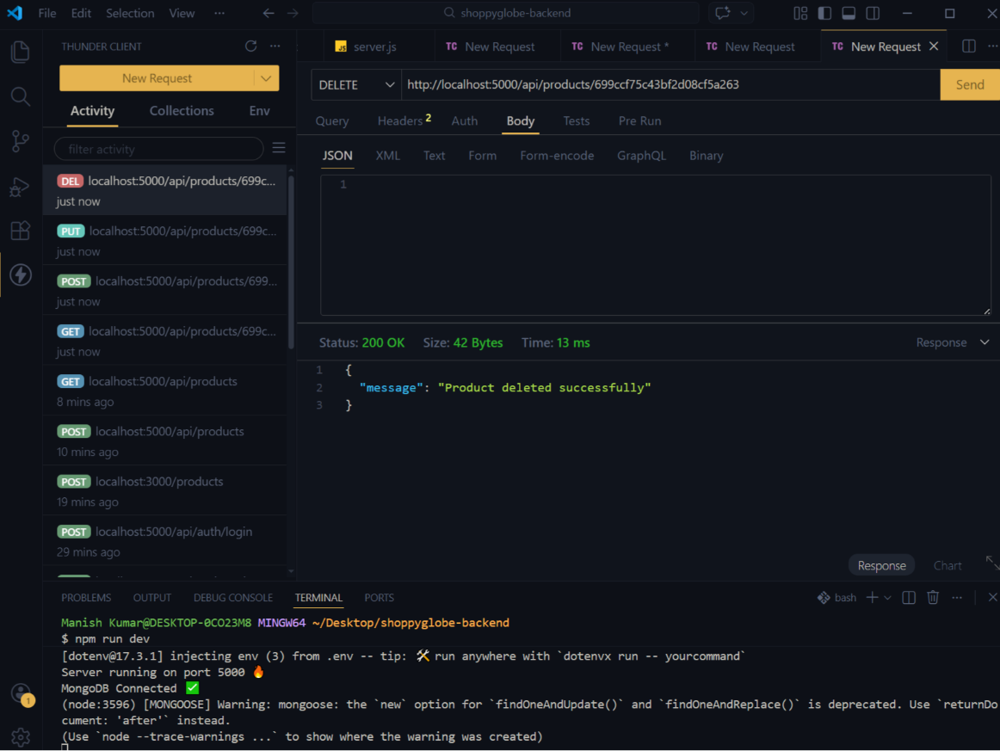 File Edit Selection View ··· shoppyglobe-backend
THUNDER CLIENT
New Request
Activity Collections Env
filter activity
DEL localhost:5000/api/products/699c...
just now
PUT localhost:5000/api/products/699c...
just now
POST localhost:5000/api/products/699...
just now
GET localhost:5000/api/products/699c...
just now
GET localhost:5000/api/products
8 mins ago
POST localhost:5000/api/products
10 mins ago
POST localhost:3000/products
19 mins ago
POST localhost:5000/api/auth/login
29 mins ago
JS server.js TC New Request TC New Request * TC New Request TC New Request
DELETE http://localhost:5000/api/products/699ccf75c43bf2d08cf5a263 Send
Query Headers 2 Auth Body Tests Pre Run
JSON XML Text Form Form-encode GraphQL Binary
1
Status: 200 OK Size: 42 Bytes Time: 13 ms Response
1 {
2 "message": "Product deleted successfully"
3 }
Response Chart
PROBLEMS OUTPUT DEBUG CONSOLE TERMINAL PORTS bash
Manish Kumar@DESKTOP-0CO23M8 MINGW64 ~/Desktop/shoppyglobe-backend
$ npm run dev
[dotenv@17.3.1] injecting env (3) from .env -- tip: 🛠️ run anywhere with `dotenvx run -- yourcommand`
Server running on port 5000 🔥
MongoDB Connected ✅
(node:3596) [MONGOOSE] Warning: mongoose: the `new` option for `findOneAndUpdate()` and `findOneAndReplace()` is deprecated. Use `returnDo
cument: 'after'` instead.
(Use `node --trace-warnings ...` to show where the warning was created)
1